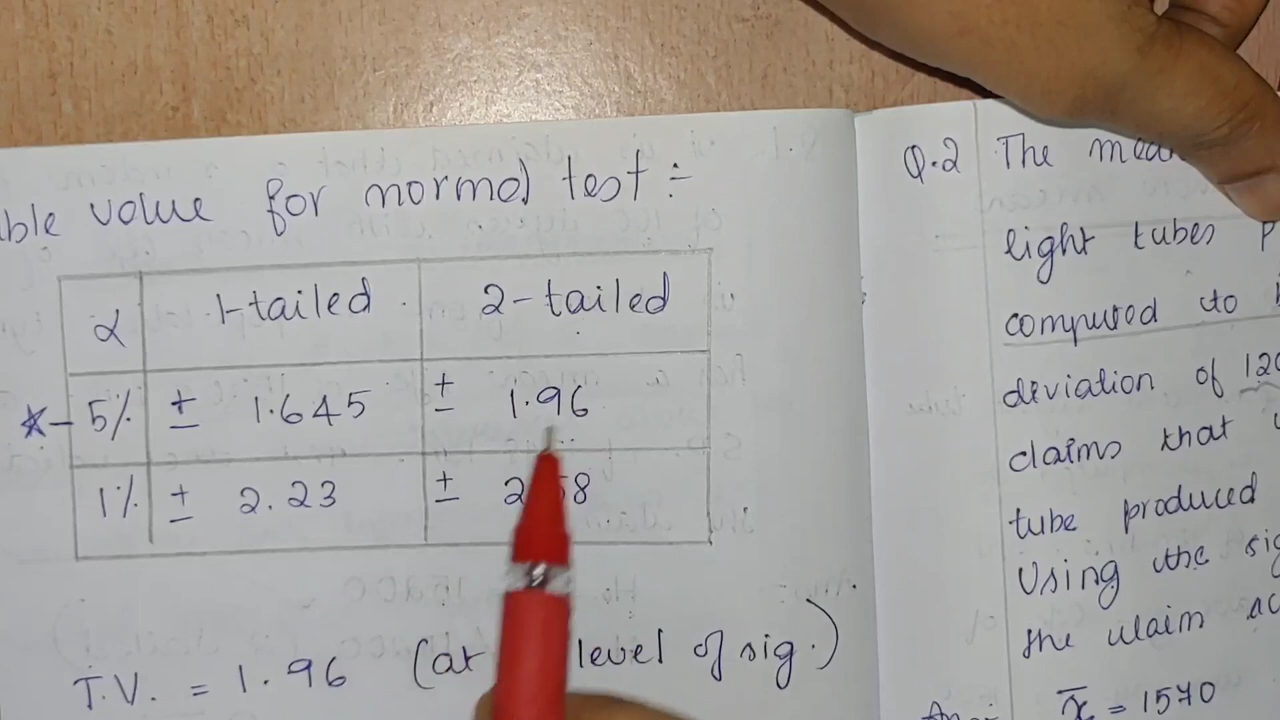 value for normal test :-
α 1-tailed 2-tailed
5% ± 1.645 ± 1.96
1% ± 2.23 ±
T.V. = 1.96 (at level of sig.)
Q.2 The
light tubes
computed to
deviation of 120
claims that
tube produced
Using the
the claim
x̄ = 1570